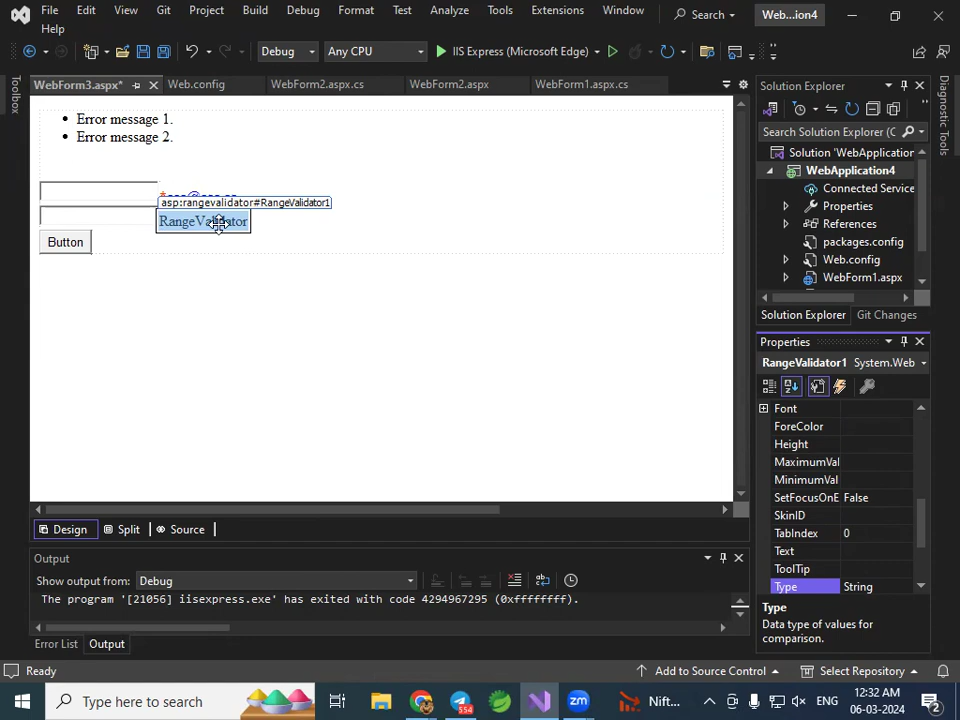 File Edit View Git Project Build Debug Format Test Analyze Tools Extensions Window Search Web...ion4
Help
Debug Any CPU IIS Express (Microsoft Edge)
Toolbox
WebForm3.aspx* Web.config WebForm2.aspx.cs WebForm2.aspx WebForm1.aspx.cs
• Error message 1.
• Error message 2.
asp:rangevalidator#RangeValidator1
RangeValidator
Button
Solution Explorer
Search Solution Explorer (C
Solution 'WebApplication4
WebApplication4
Connected Service
Properties
References
packages.config
Web.config
WebForm1.aspx
Solution Explorer Git Changes
Diagnostic Tools
Properties
RangeValidator1 System.Web
Font
ForeColor
Height
MaximumVal
MinimumVal
SetFocusOnE False
SkinID
TabIndex 0
Text
ToolTip
Type String
Type
Data type of values for
comparison.
Design Split Source
Output
Show output from: Debug
The program '[21056] iisexpress.exe' has exited with code 4294967295 (0xffffffff).
Error List Output
Ready Add to Source Control Select Repository
Type here to search 554 zm Nift... ENG 12:32 AM
06-03-2024 2